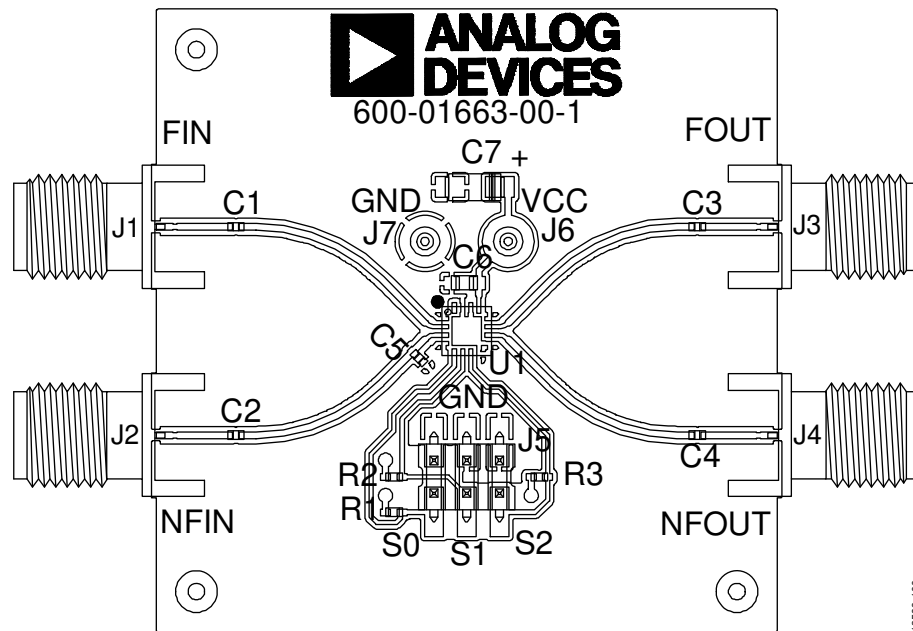 ANALOG
DEVICES
600-01663-00-1
FIN
FOUT
C7 +
GND
VCC
J1
C1
J7
J6
C3
J3
C6
C5
U1
GND
J2
C2
J5
C4
J4
R2
R3
R1
NFIN
NFOUT
S0
S1
S2